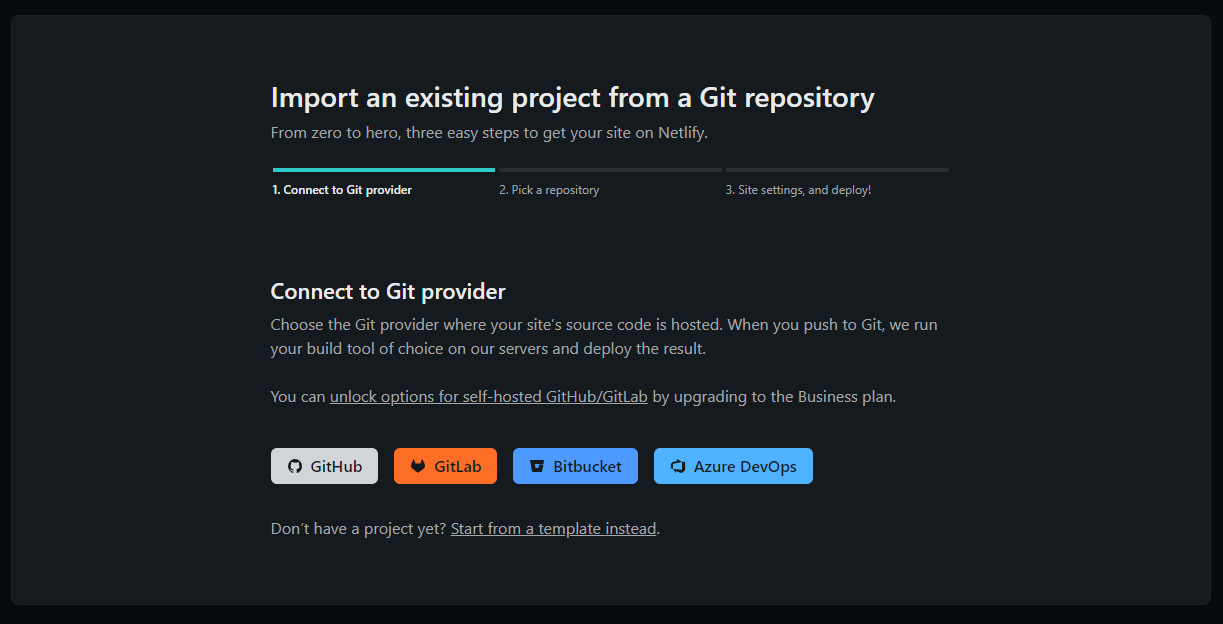 Import an existing project from a Git repository
From zero to hero, three easy steps to get your site on Netlify.
1. Connect to Git provider
2. Pick a repository
3. Site settings, and deploy!
Connect to Git provider
Choose the Git provider where your site’s source code is hosted. When you push to Git, we run
your build tool of choice on our servers and deploy the result.
You can unlock options for self-hosted GitHub/GitLab by upgrading to the Business plan.
GitHub
GitLab
Bitbucket
Azure DevOps
Don’t have a project yet? Start from a template instead.